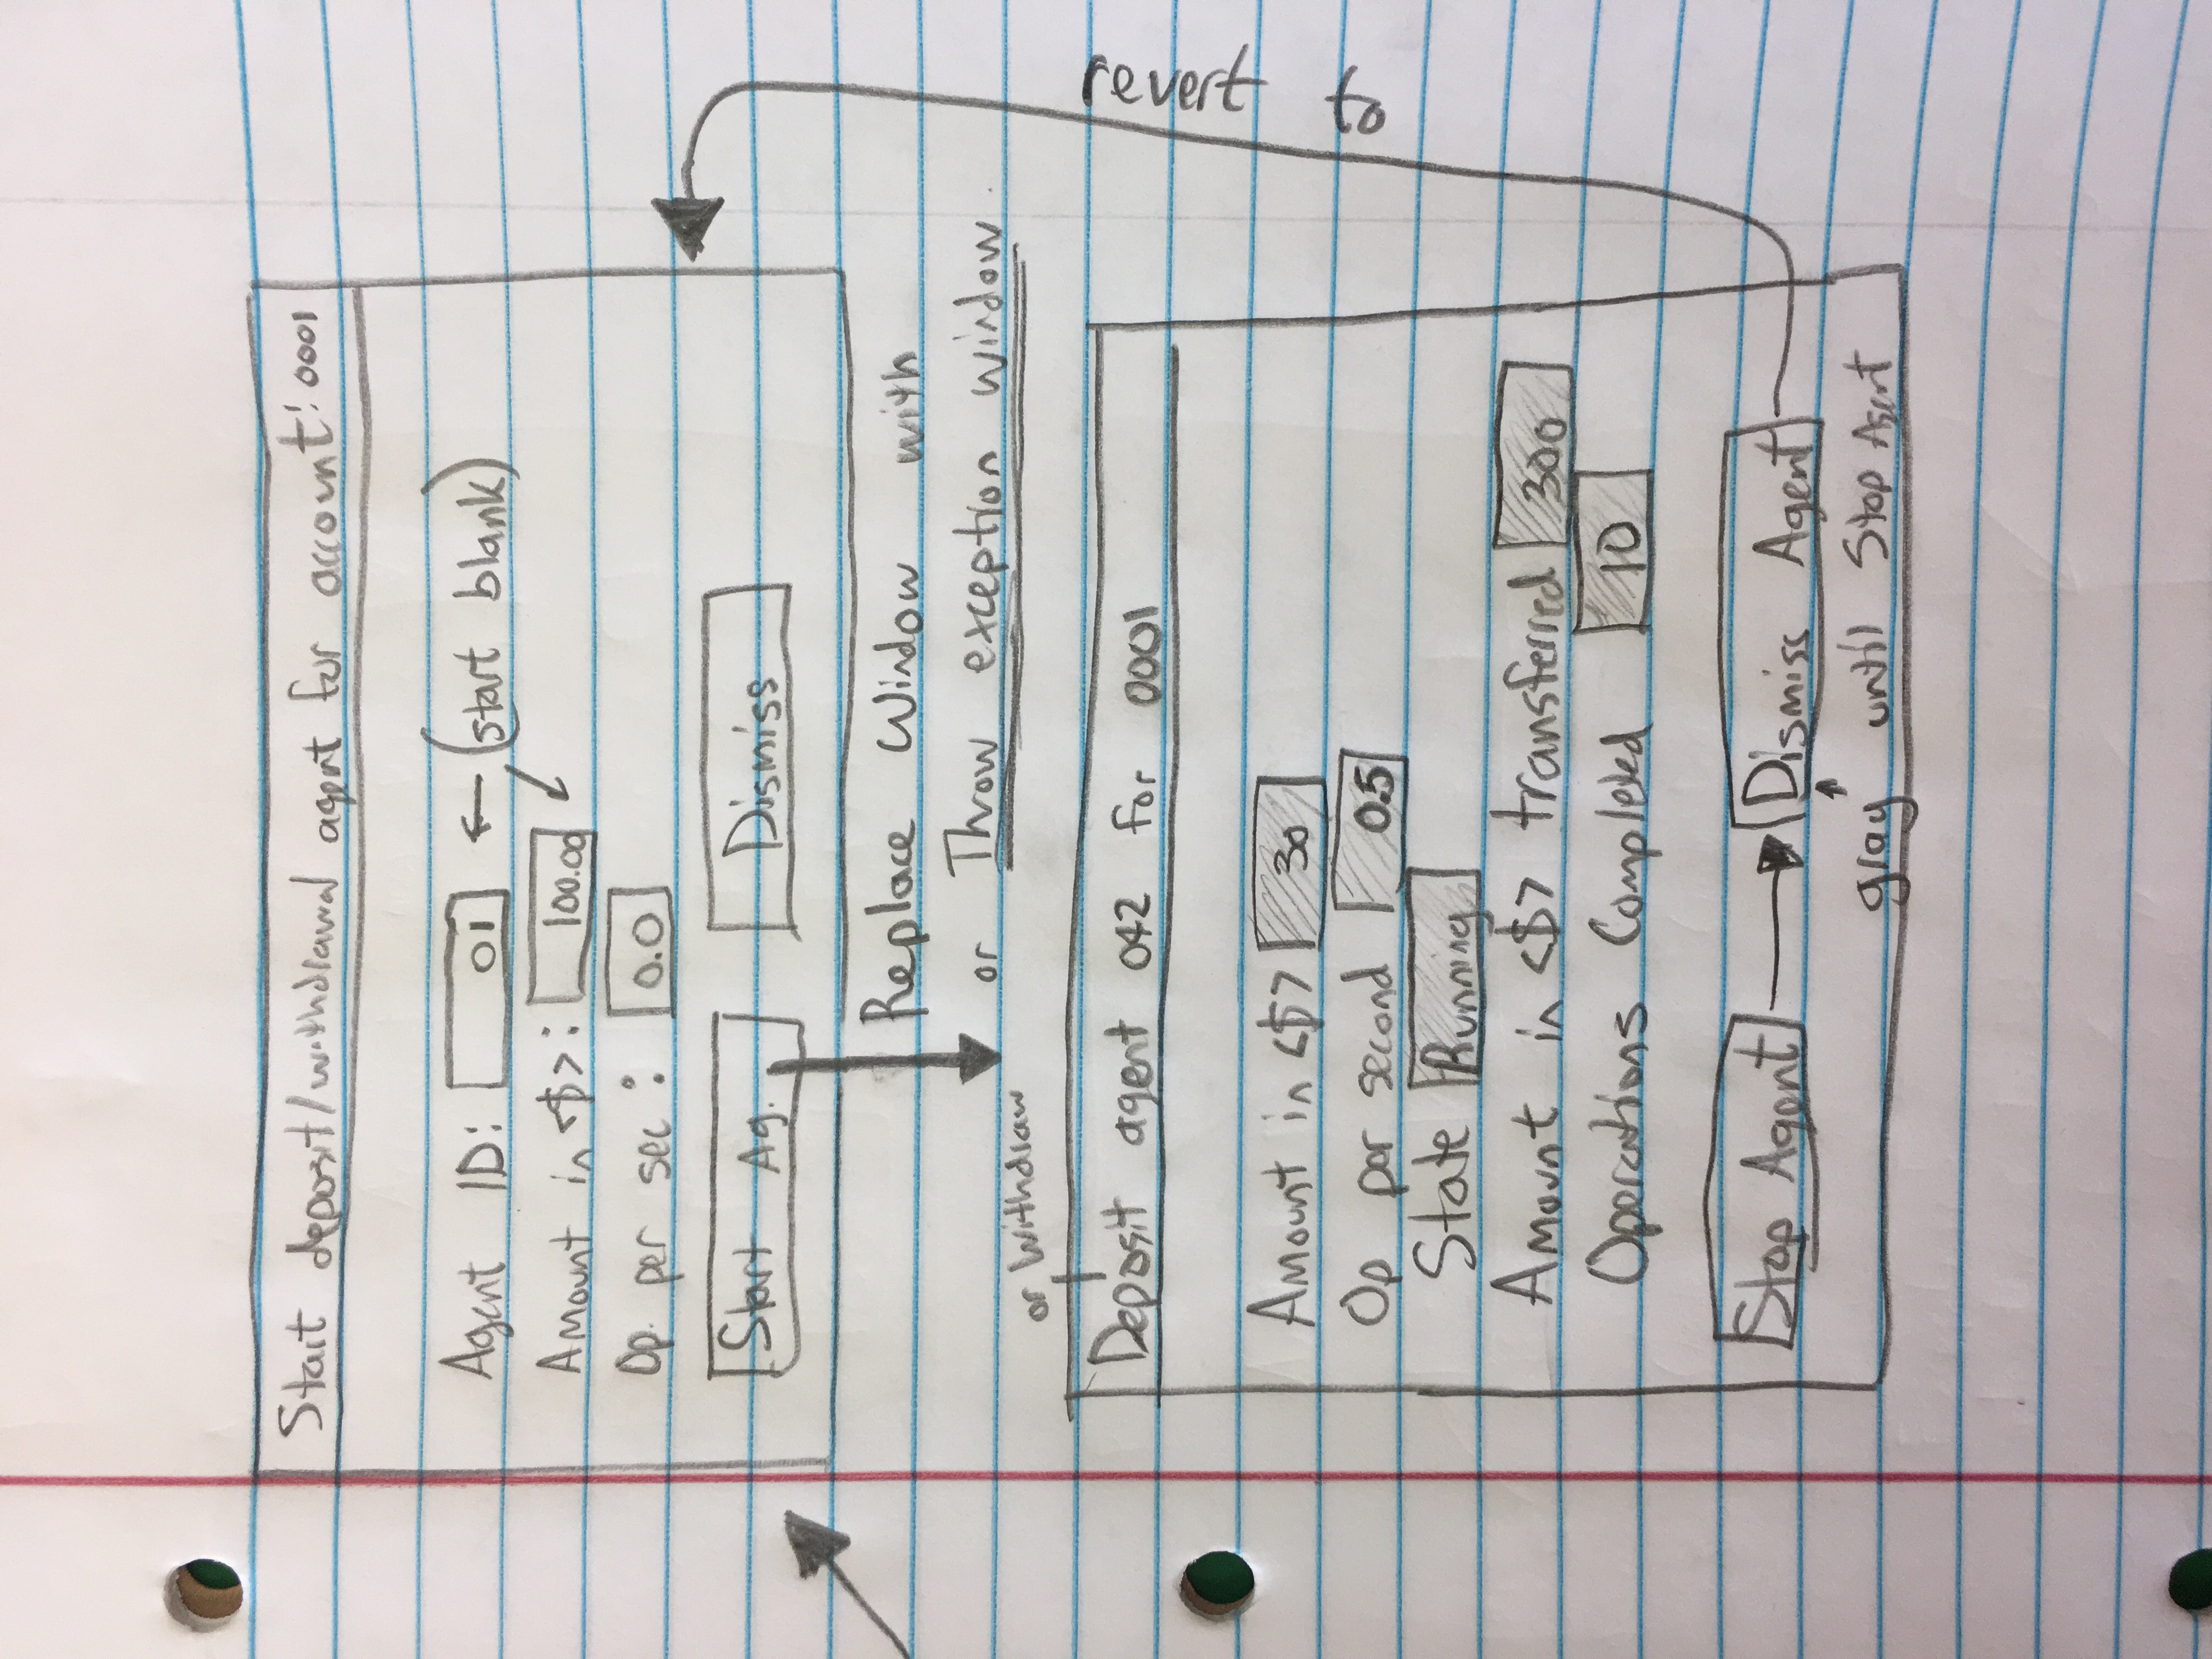 Start deposit/withdrawal agent for account: 0001
Agent ID: 01 ← (start blank)
Amount in <$>: 100.00
Op. per sec: 0.0
Start Ag. Dismiss
Replace Window with
or Throw exception window.
or Withdraw
Deposit agent 042 for 0001
Amount in <$> 30
Op per second 0.5
State Running
Amount in <$> transferred 300
Operations Completed 10
Stop Agent Dismiss Agent
gray until Stop Agent
revert to